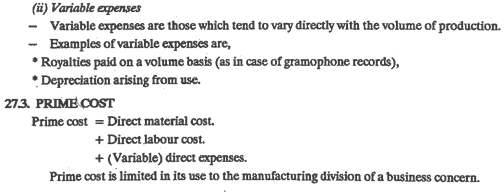 (ii) Variable expenses
– Variable expenses are those which tend to vary directly with the volume of production.
– Examples of variable expenses are,
* Royalties paid on a volume basis (as in case of gramophone records),
* Depreciation arising from use.
27.3. PRIME COST
Prime cost = Direct material cost.
+ Direct labour cost.
+ (Variable) direct expenses.
Prime cost is limited in its use to the manufacturing division of a business concern.